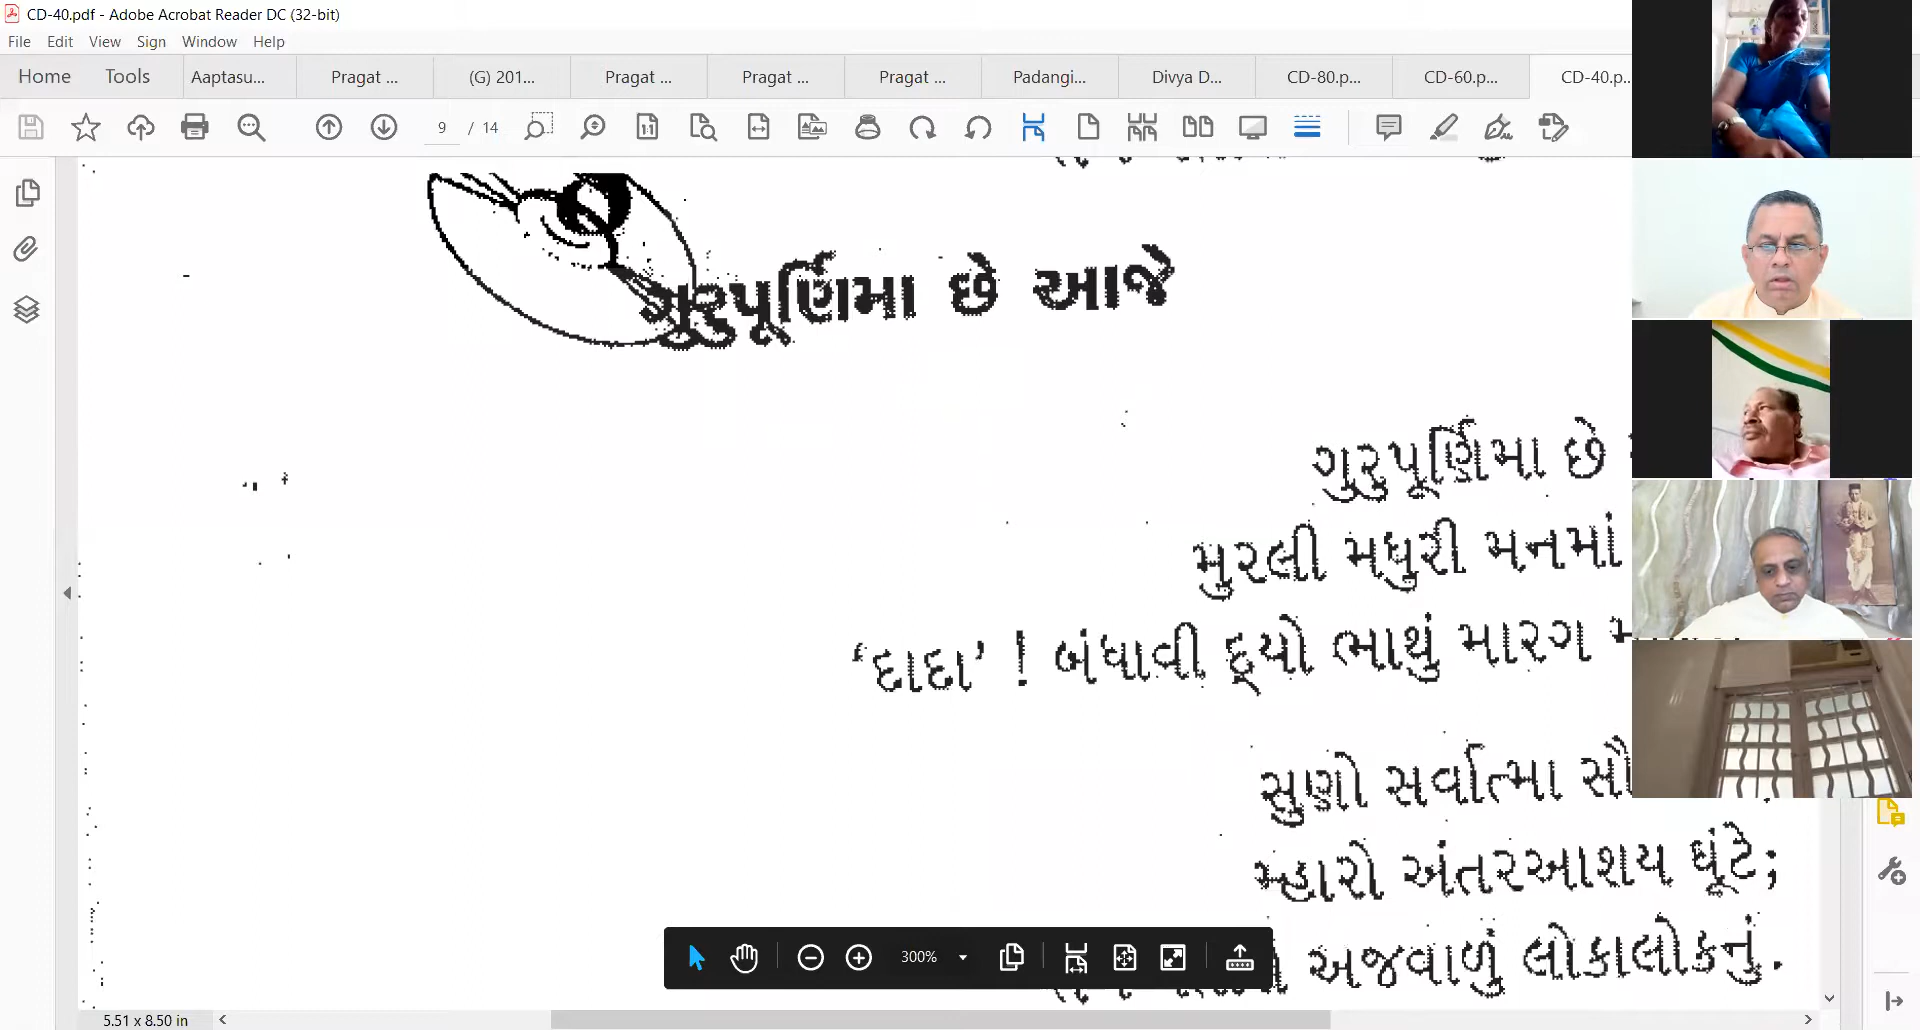 CD-40.pdf - Adobe Acrobat Reader DC (32-bit)
File Edit View Sign Window Help
Home Tools Aaptasu... Pragat ... (G) 201... Pragat ... Pragat ... Pragat ... Padangi... Divya D... CD-80.p... CD-60.p... CD-40.p..
9 / 14
ગુરુપૂર્ણિમા છે આજે
ગુરુપૂર્ણિમા છે
મુરલી મધુરી મનમાં
‘દાદા’ ! બંધાવી દ્યો ભાથું મારગ
સુણો સર્વાત્મા સૌ
મ્હારો અંતરઆશય ઘૂંટે;
અજવાળું લોકાલોકનું.
300%
5.51 x 8.50 in